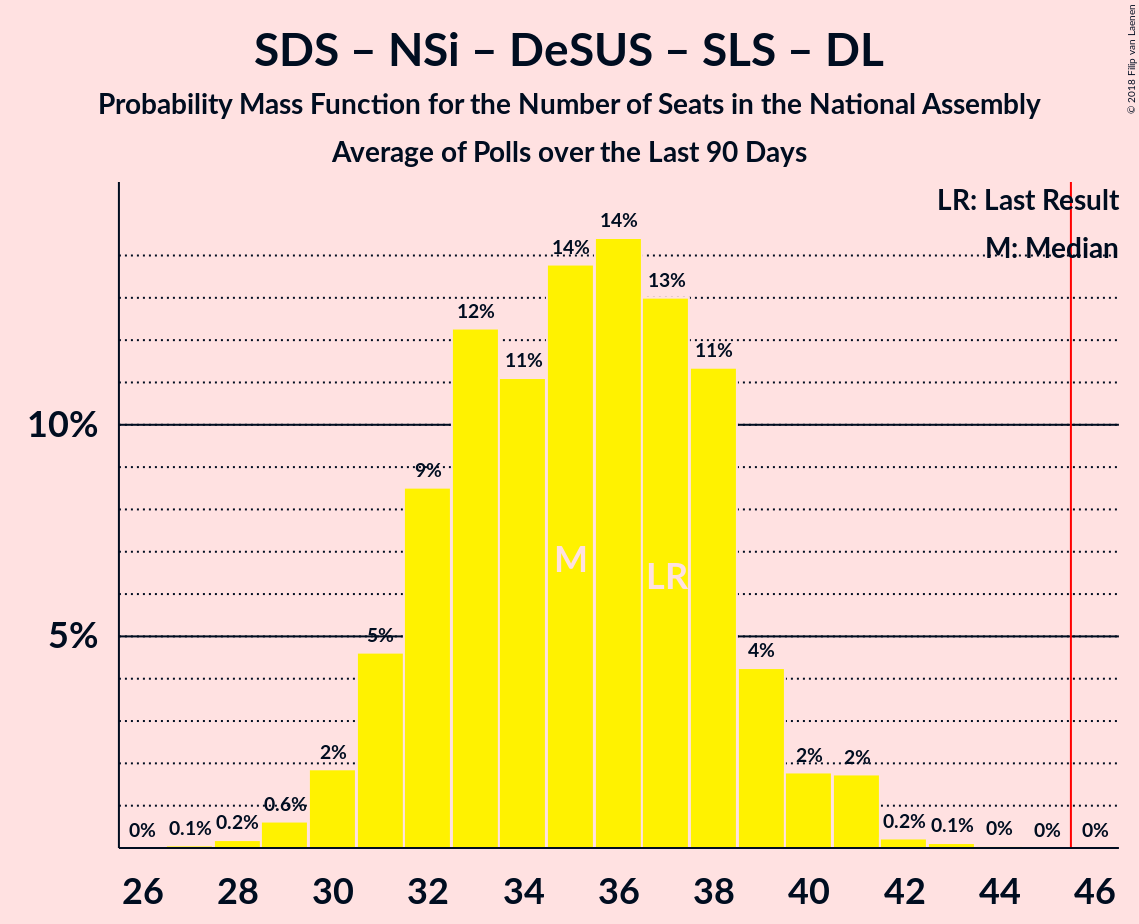 SDS – NSi – DeSUS – SLS – DL
Probability Mass Function for the Number of Seats in the National Assembly
Average of Polls over the Last 90 Days
© 2018 Filip van Laenen
LR: Last Result
M: Median
10%
5%
0%
0.1%
0.2%
0.6%
2%
5%
9%
12%
11%
14%
14%
13%
11%
4%
2%
2%
0.2%
0.1%
0%
0%
0%
M
LR
26 28 30 32 34 36 38 40 42 44 46